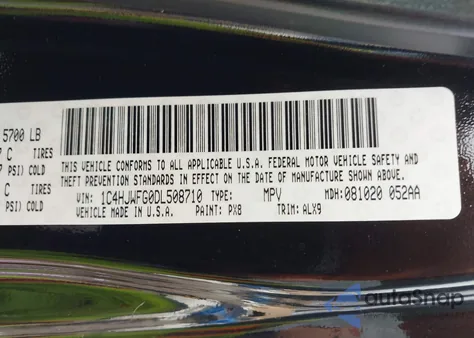 5700 LB
C TIRES
PSI) COLD
C TIRES
PSI) COLD
THIS VEHICLE CONFORMS TO ALL APPLICABLE U.S.A. FEDERAL MOTOR VEHICLE SAFETY AND
THEFT PREVENTION STANDARDS IN EFFECT ON THE DATE OF MANUFACTURE SHOWN ABOVE.
VIN: 1C4HJWFG0DL508710 TYPE: MPV MDH: 081020 052AA
VEHICLE MADE IN U.S.A. PAINT: PX8 TRIM: ALX9
autoSnap